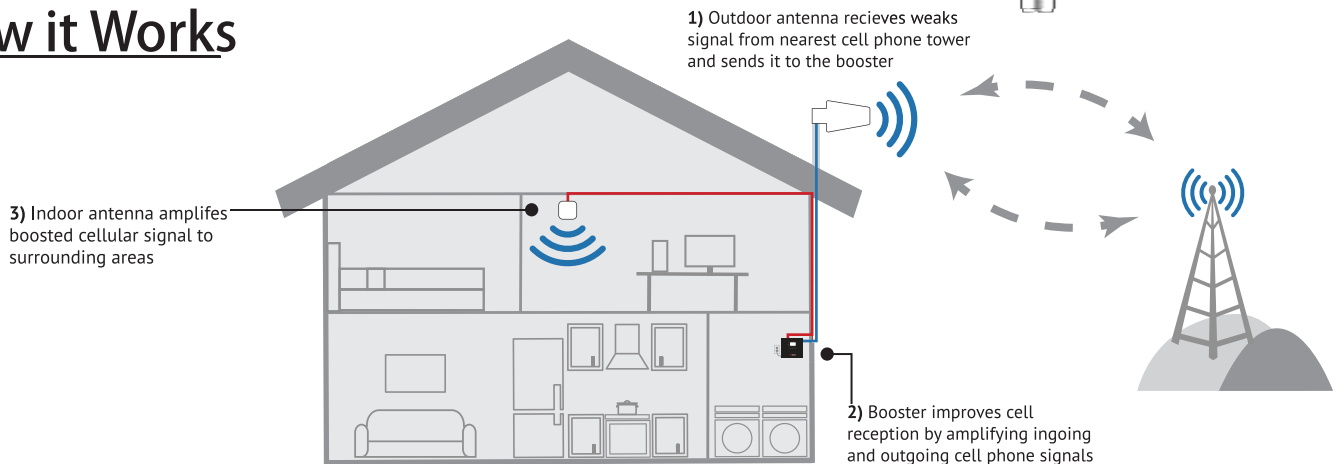 w it Works
1) Outdoor antenna recieves weaks
signal from nearest cell phone tower
and sends it to the booster
3) Indoor antenna amplifes
boosted cellular signal to
surrounding areas
2) Booster improves cell
reception by amplifying ingoing
and outgoing cell phone signals